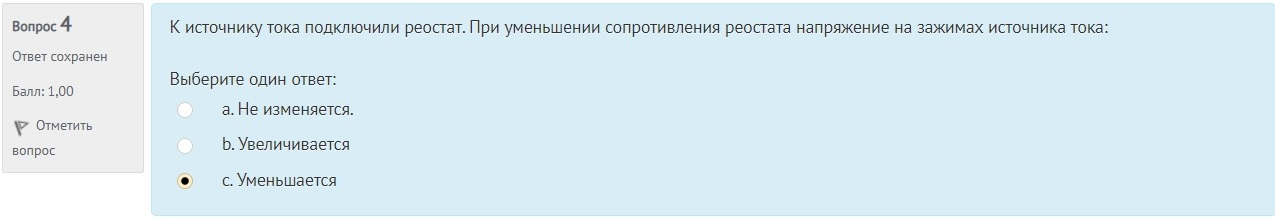 Вопрос 4
Ответ сохранен
Балл: 1,00
Отметить
вопрос
К источнику тока подключили реостат. При уменьшении сопротивления реостата напряжение на зажимах источника тока:
Выберите один ответ:
a. Не изменяется.
b. Увеличивается
c. Уменьшается